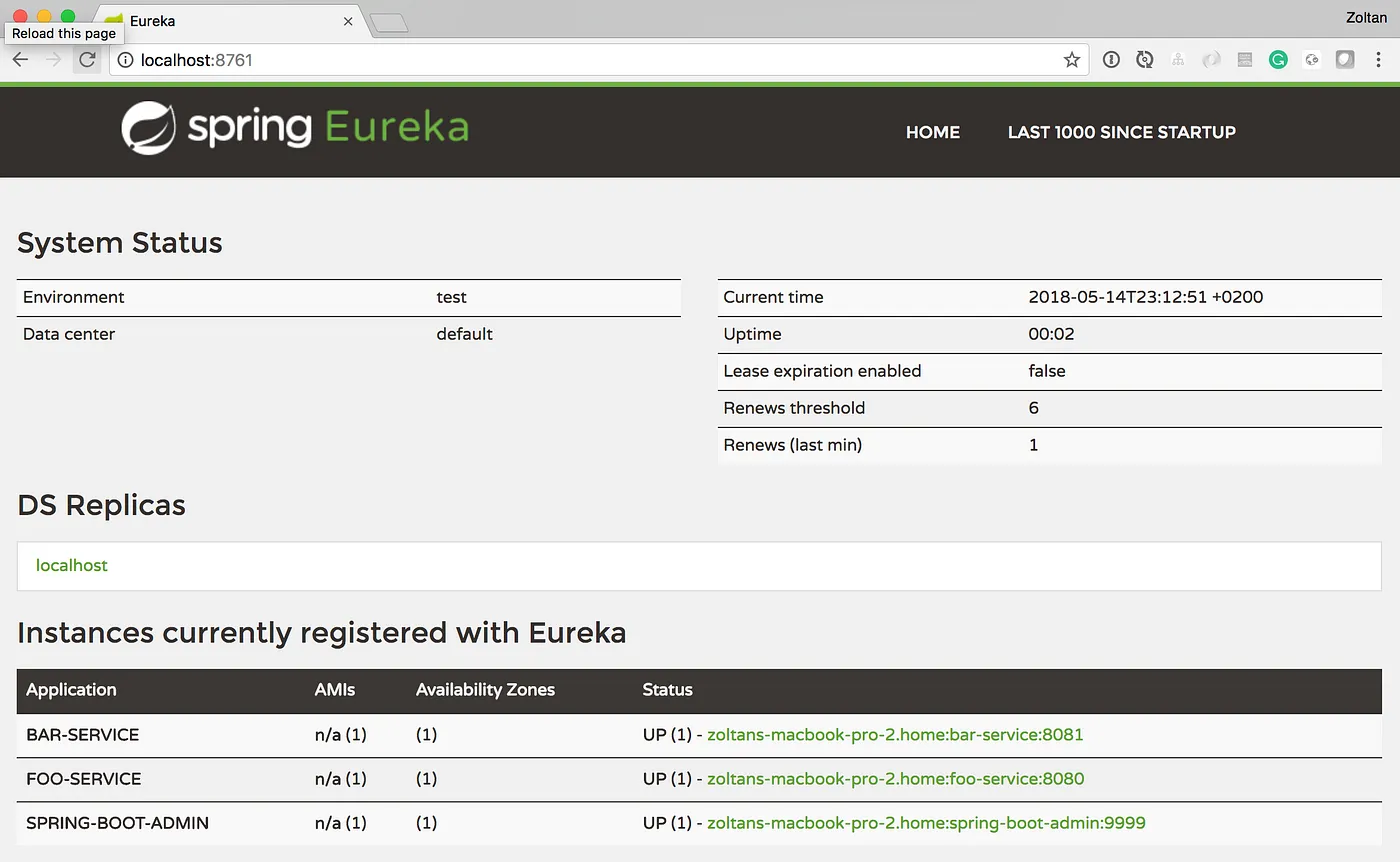 Eureka
Zoltan
Reload this page
localhost:8761
spring Eureka
HOME
LAST 1000 SINCE STARTUP
System Status
Environment test
Data center default
Current time 2018-05-14T23:12:51 +0200
Uptime 00:02
Lease expiration enabled false
Renews threshold 6
Renews (last min) 1
DS Replicas
localhost
Instances currently registered with Eureka
Application AMIs Availability Zones Status
BAR-SERVICE n/a (1) (1) UP (1) - zoltans-macbook-pro-2.home:bar-service:8081
FOO-SERVICE n/a (1) (1) UP (1) - zoltans-macbook-pro-2.home:foo-service:8080
SPRING-BOOT-ADMIN n/a (1) (1) UP (1) - zoltans-macbook-pro-2.home:spring-boot-admin:9999